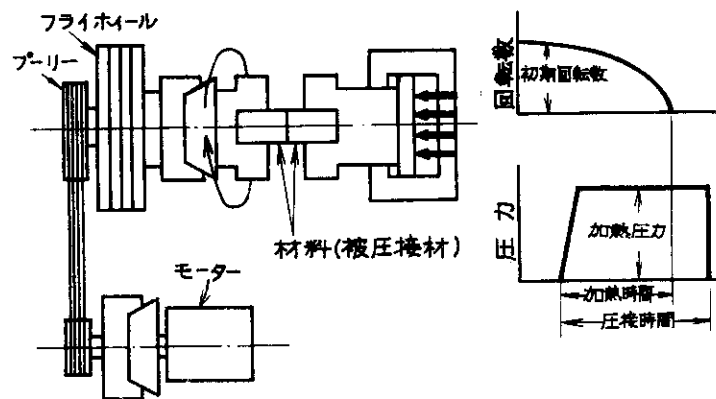 フライホィール
プーリー
材料(被圧接材)
モーター
回転数
初期回転数
圧力
加熱圧力
加熱時間
圧接時間